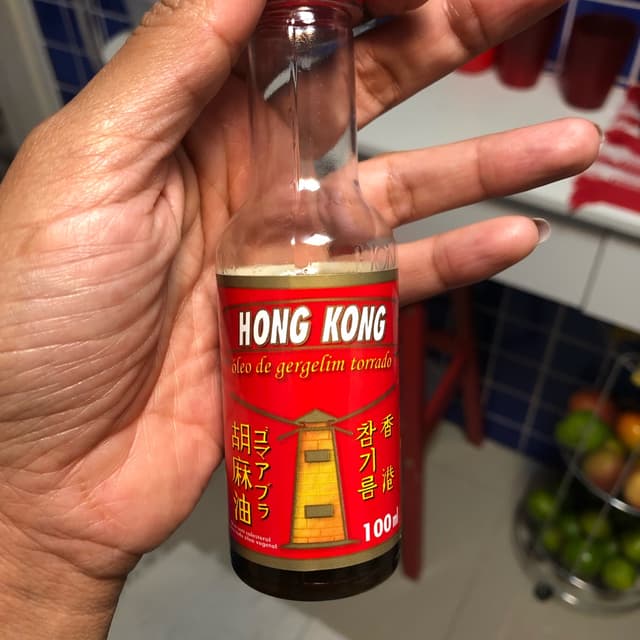 HONG KONG
óleo de gergelim torrado
胡麻油
ゴマアブラ
참기름
香港
100ml